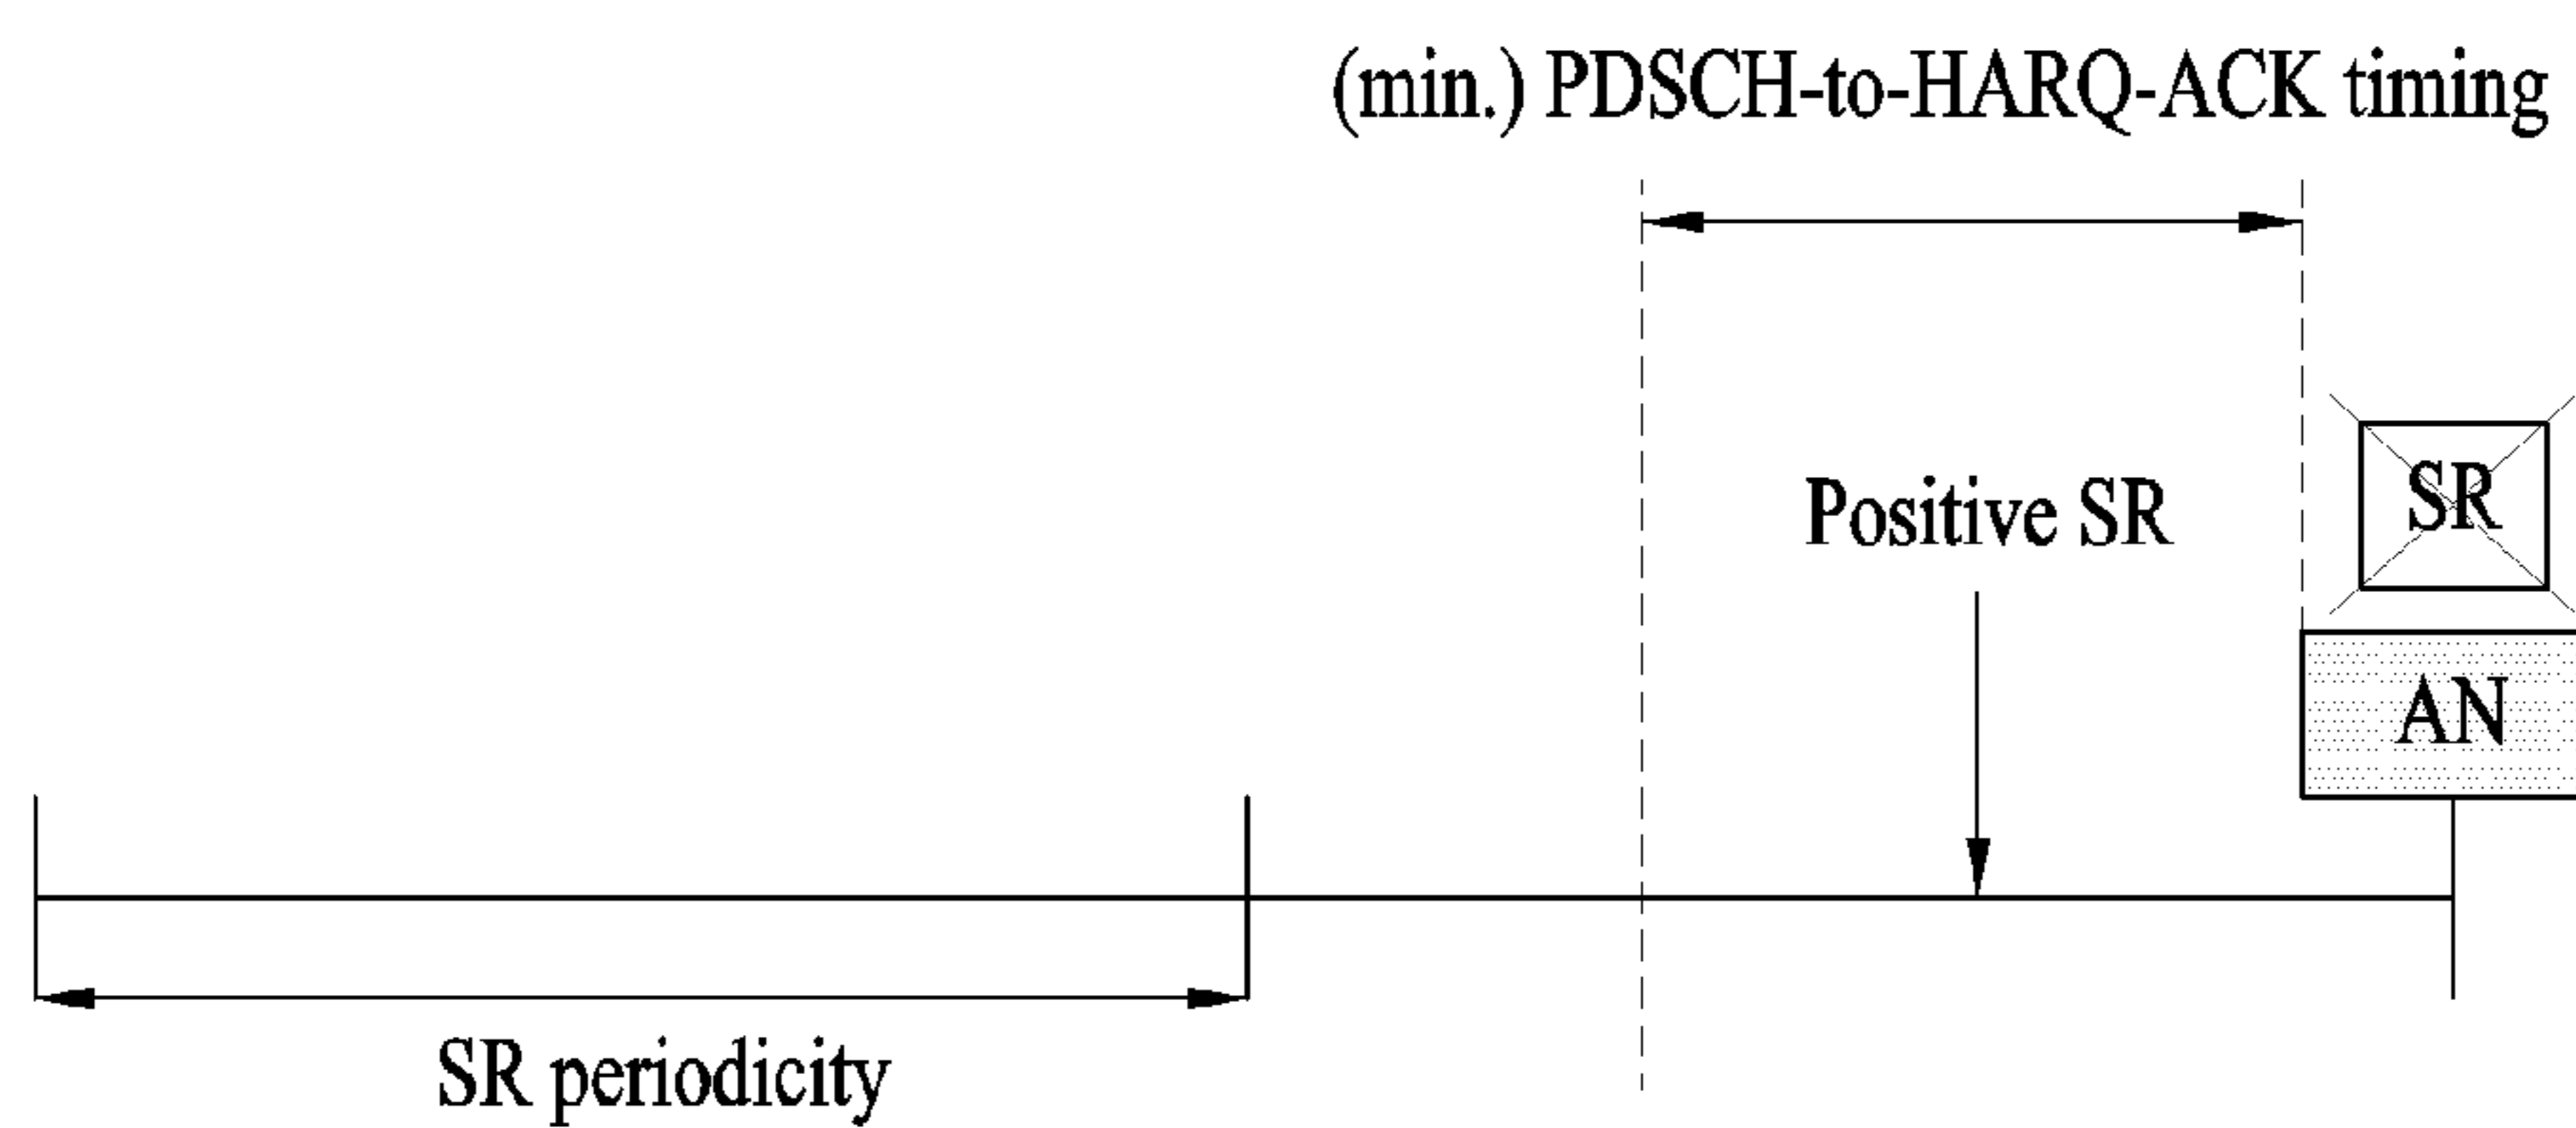 (min.) PDSCH-to-HARQ-ACK timing
Positive SR
SR
AN
SR periodicity